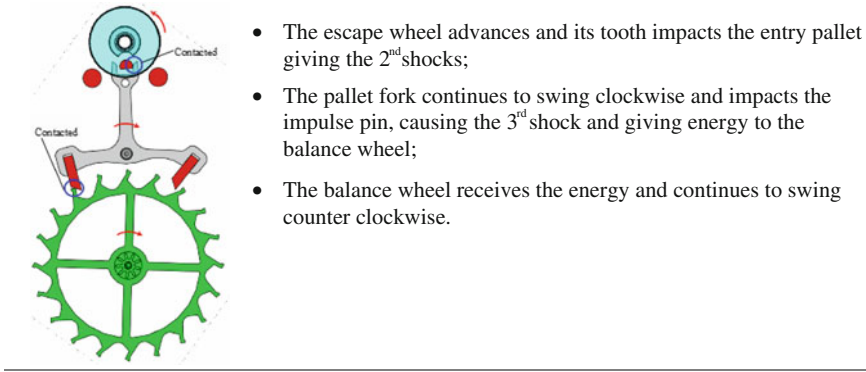 Contacted
Contacted
• The escape wheel advances and its tooth impacts the entry pallet
giving the 2nd shocks;
• The pallet fork continues to swing clockwise and impacts the
impulse pin, causing the 3rd shock and giving energy to the
balance wheel;
• The balance wheel receives the energy and continues to swing
counter clockwise.